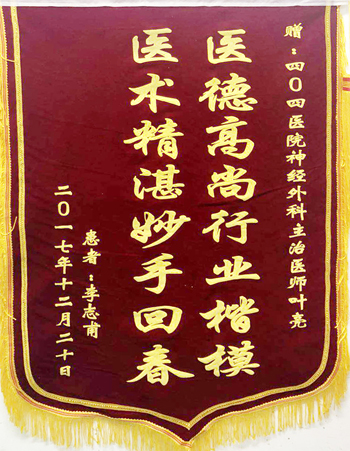 赠：四〇四医院神经外科主治医师叶亮
医德高尚行业楷模
医术精湛妙手回春
患者：李志甫
二〇一七年十二月二十日